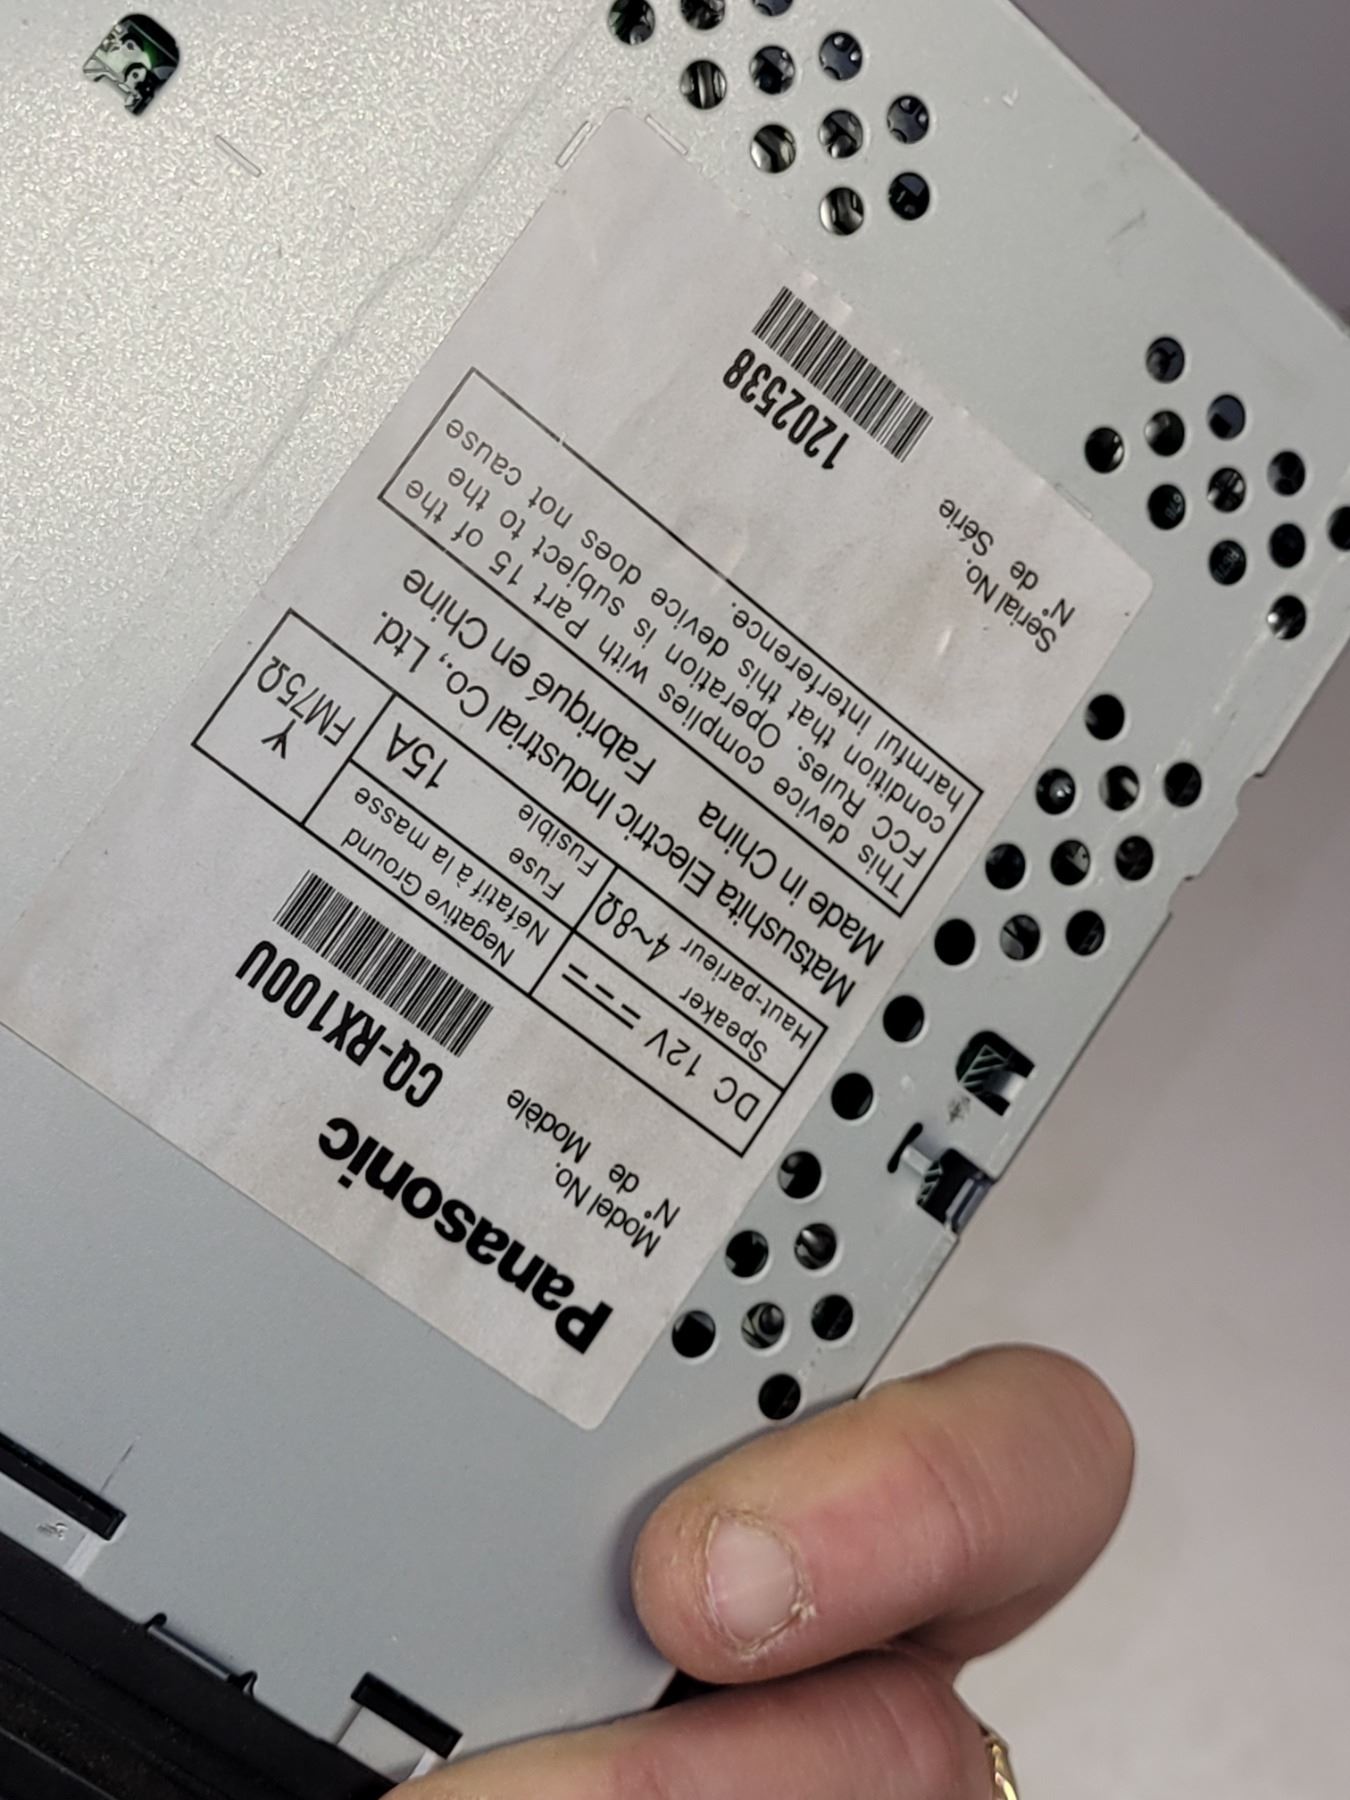 Panasonic
Model No.
N° de Modèle
CQ-RX100U
DC 12V
Negative Ground
Néfatif à la masse
FM75Ω
Speaker
Haut-parleur 4~8Ω
Fuse
Fusible
15A
Matsushita Electric Industrial Co., Ltd.
Made in China
Fabriqué en Chine
This device complies with Part 15 of the
FCC Rules. Operation is subject to the
condition that this device does not cause
harmful interference.
Serial No.
N° de Série
1202538